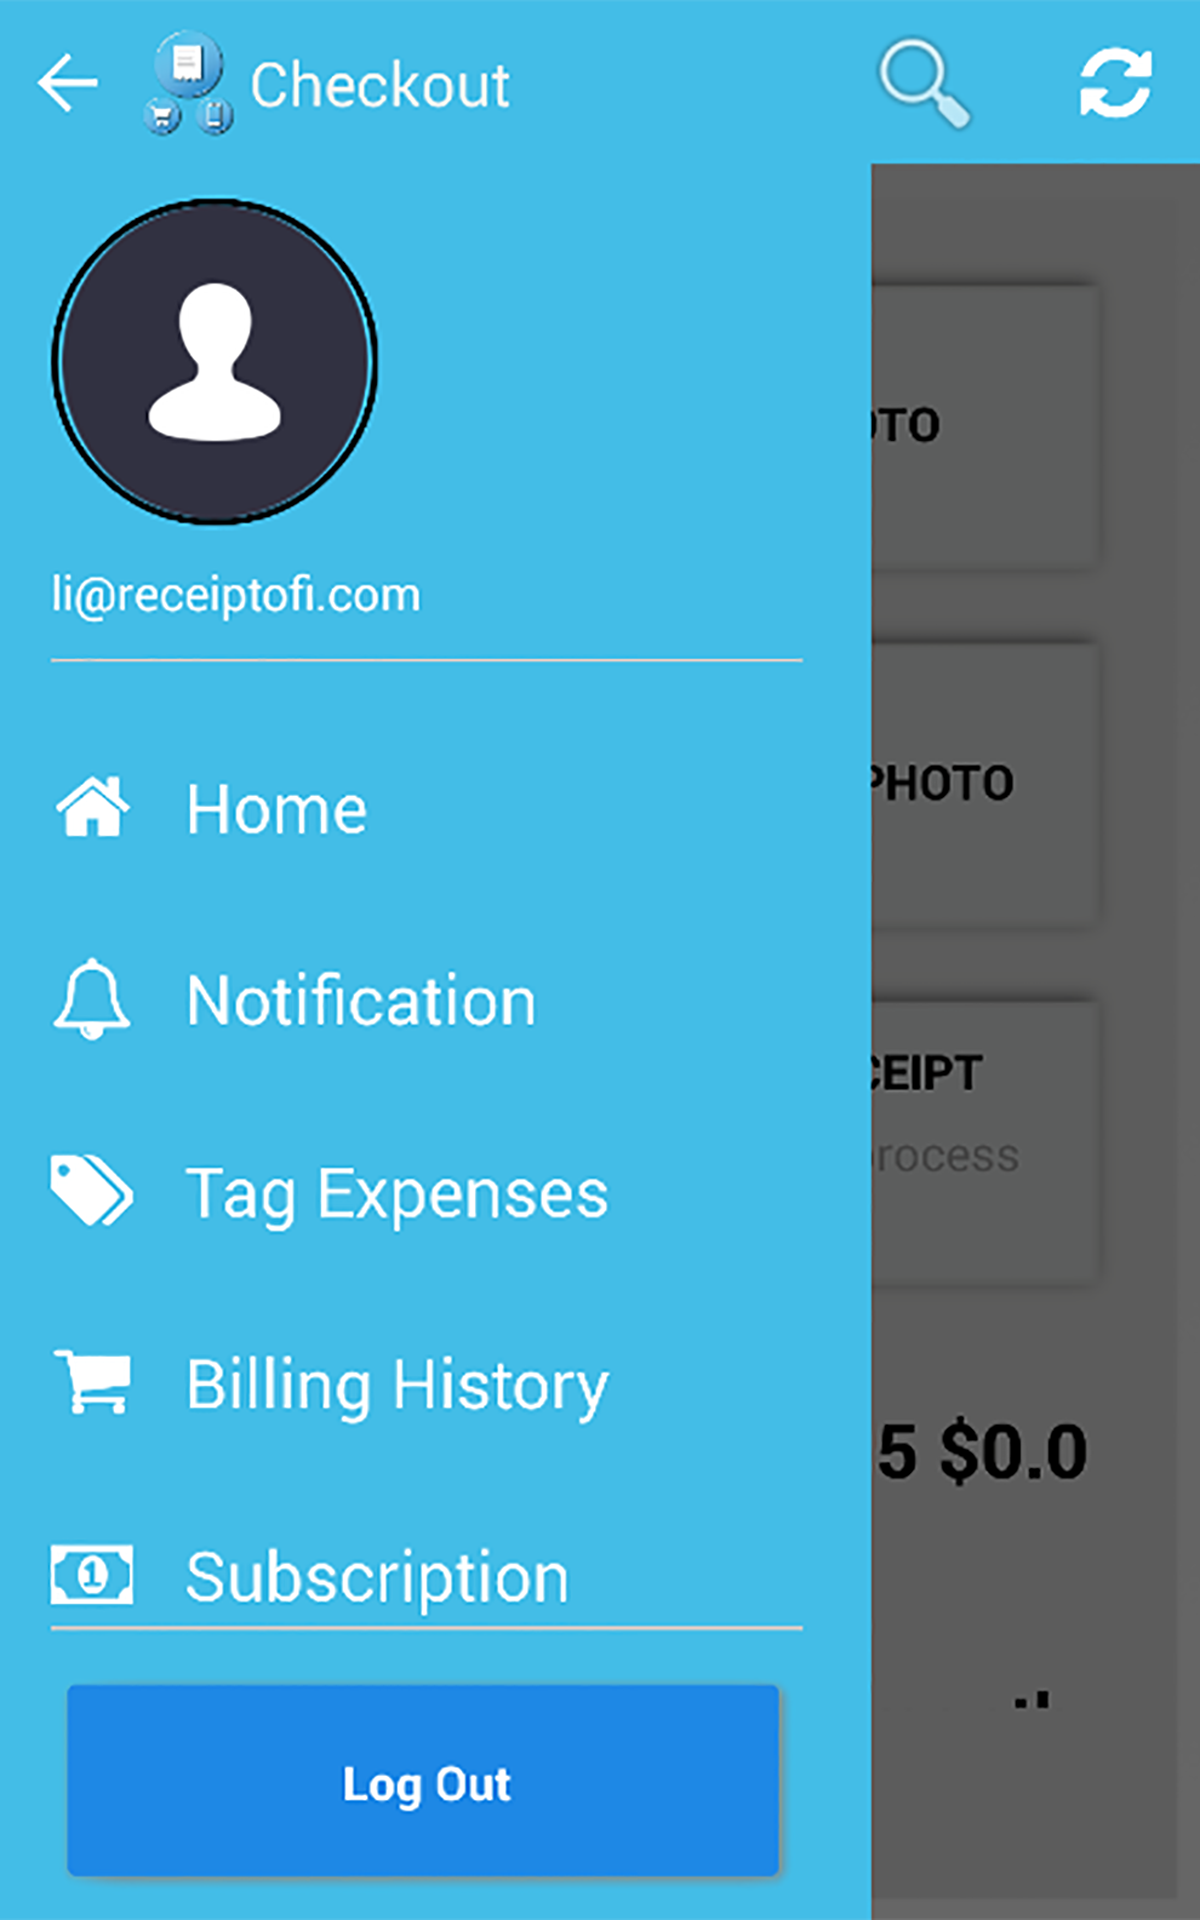 Checkout
li@receiptofi.com
Home
Notification
Tag Expenses
Billing History
Subscription
Log Out
TO
PHOTO
CEIPT
rocess
5 $0.0